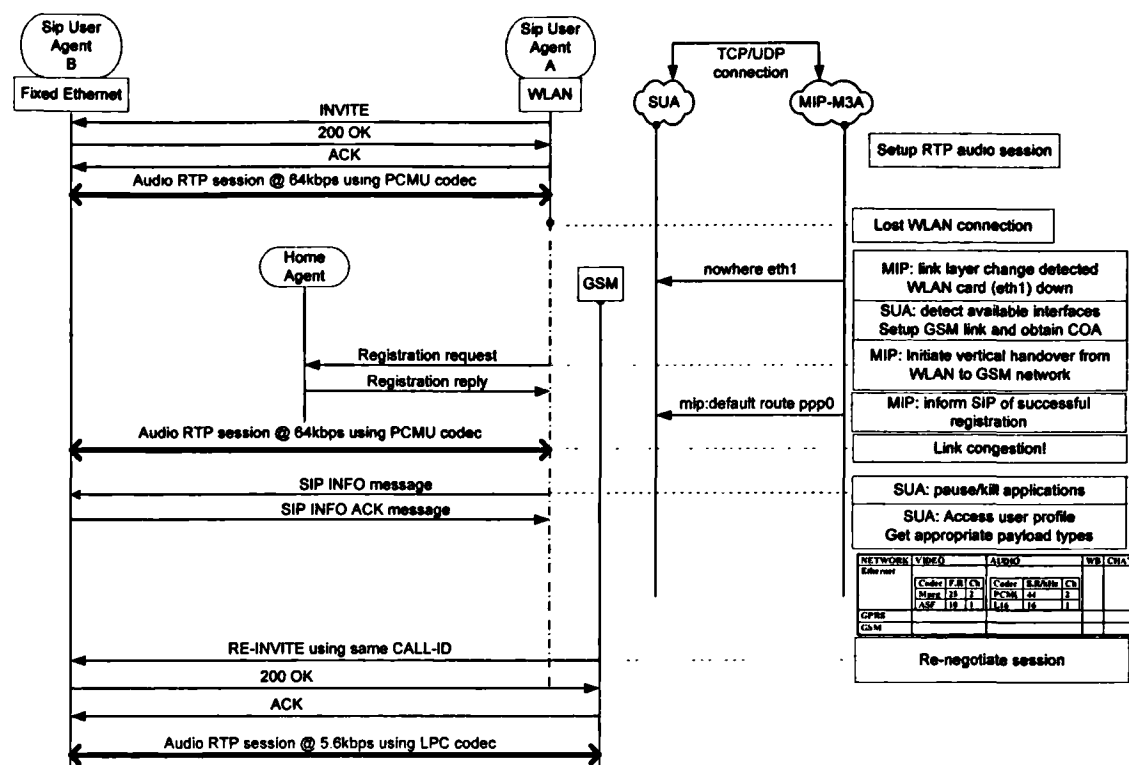 Sip User
Agent
B
Fixed Ethernet
Sip User
Agent
A
WLAN
TCP/UDP
connection
SUA
MIP-M3A
INVITE
200 OK
ACK
Audio RTP session @ 64kbps using PCMU codec
Setup RTP audio session
Lost WLAN connection
Home
Agent
GSM
nowhere eth1
MIP: link layer change detected
WLAN card (eth1) down
SUA: detect available interfaces
Setup GSM link and obtain COA
Registration request
Registration reply
MIP: Initiate vertical handover from
WLAN to GSM network
mip:default route ppp0
MIP: inform SIP of successful
registration
Audio RTP session @ 64kbps using PCMU codec
Link congestion!
SIP INFO message
SIP INFO ACK message
SUA: pause/kill applications
SUA: Access user profile
Get appropriate payload types
NETWORK VIDEO AUDIO WB CHAT
Ethernet
Codec F.R Ch Codec S.R/kHz Ch
25 2 44 2
ASF 10 1 L16 16 1
GPRS
GSM
RE-INVITE using same CALL-ID
200 OK
ACK
Re-negotiate session
Audio RTP session @ 5.6kbps using LPC codec